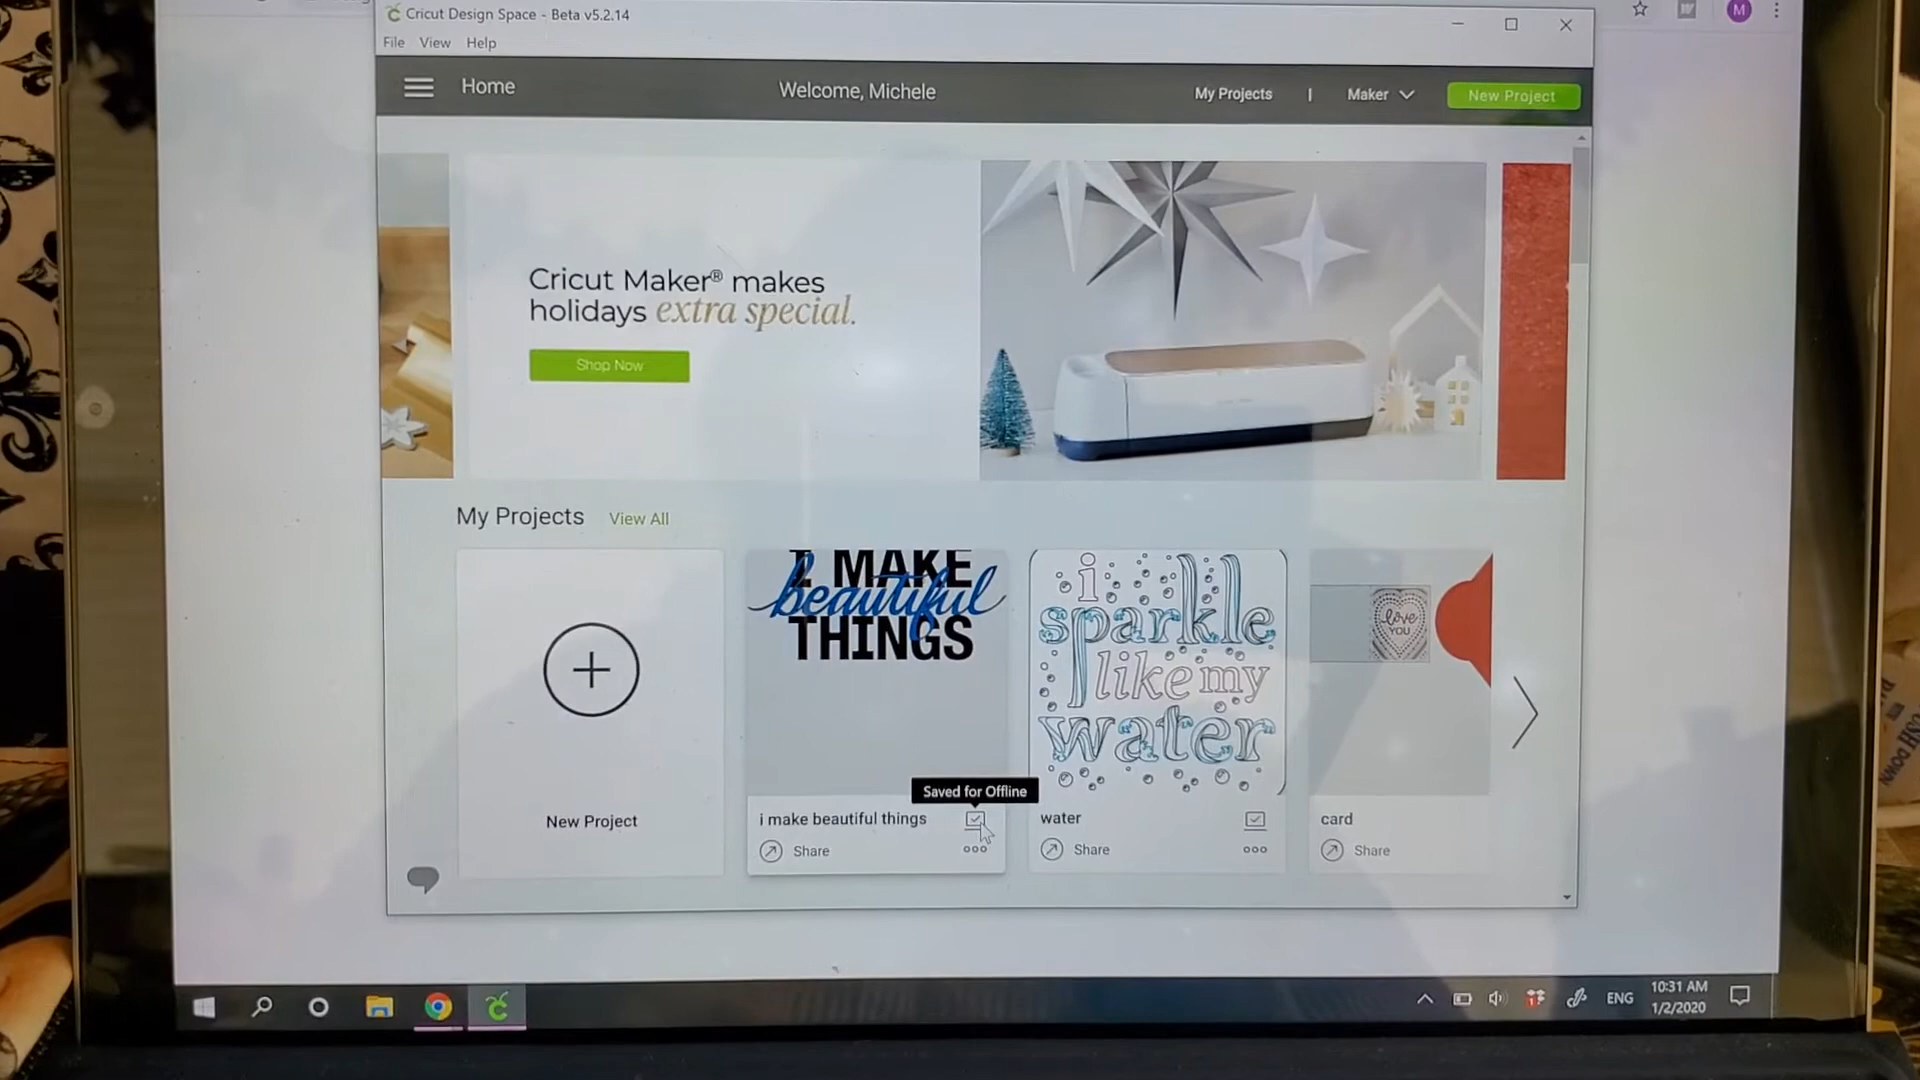 Cricut Design Space - Beta v5.2.14
File View Help
M
Home
Welcome, Michele
My Projects | Maker
New Project
Cricut Maker® makes
holidays extra special.
Shop Now
My Projects View All
New Project
I MAKE
beautiful
THINGS
Saved for Offline
i make beautiful things
Share
i
sparkle
like my
water
water
Share
love
YOU
card
Share
ENG
10:31 AM
1/2/2020